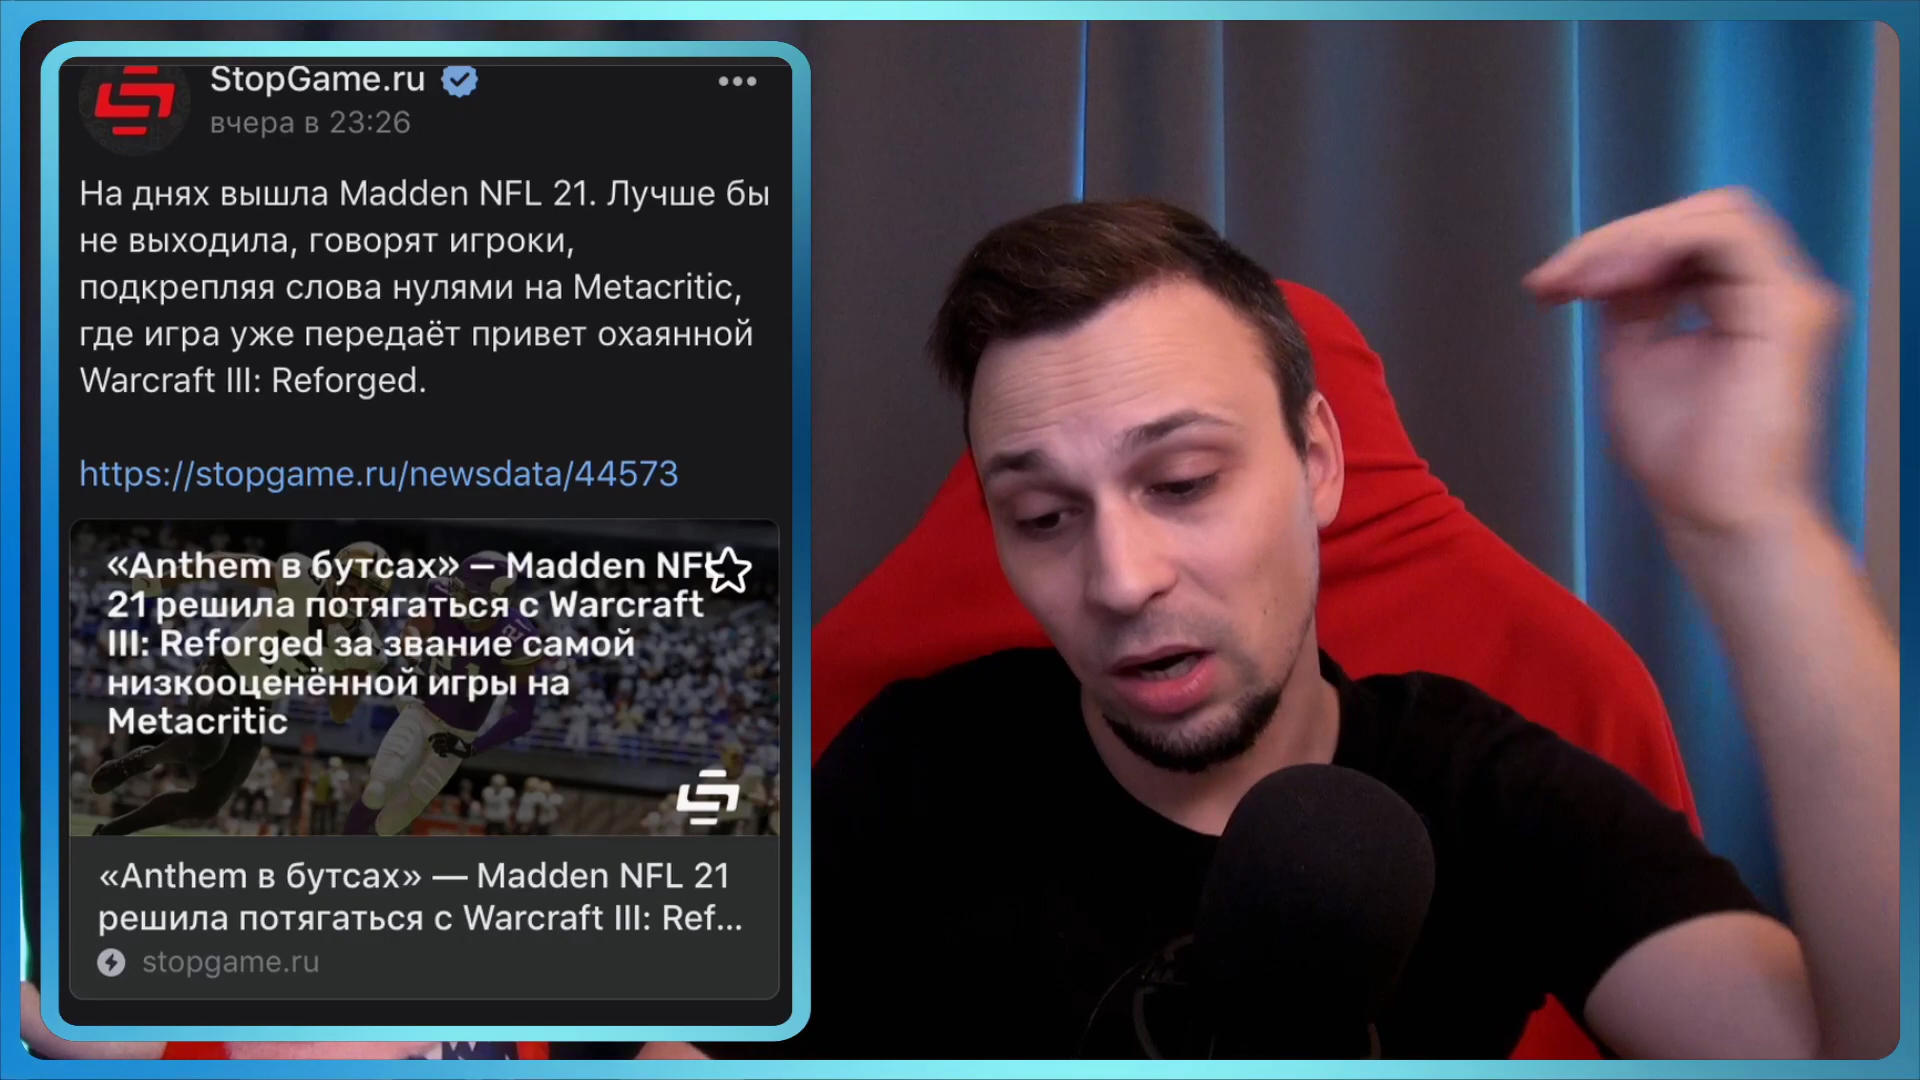 StopGame.ru
вчера в 23:26
На днях вышла Madden NFL 21. Лучше бы
не выходила, говорят игроки,
подкрепляя слова нулями на Metacritic,
где игра уже передаёт привет охаянной
Warcraft III: Reforged.
https://stopgame.ru/newsdata/44573
«Anthem в бутсах» – Madden NFL
21 решила потягаться с Warcraft
III: Reforged за звание самой
низкооценённой игры на
Metacritic
«Anthem в бутсах» — Madden NFL 21
решила потягаться с Warcraft III: Ref...
stopgame.ru